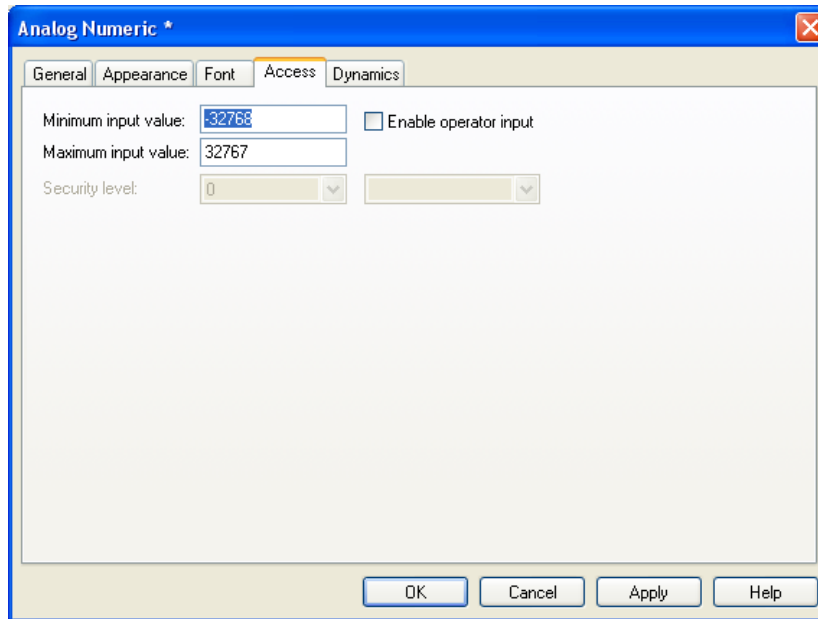 Analog Numeric *
General Appearance Font Access Dynamics
Minimum input value: -32768 Enable operator input
Maximum input value: 32767
Security level: 0
OK Cancel Apply Help